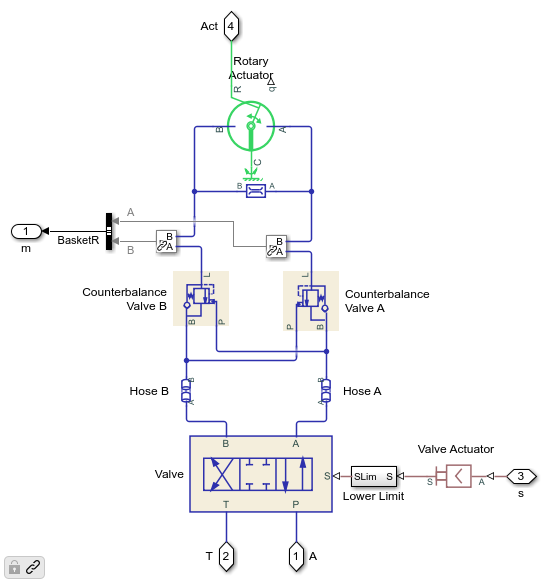 Act 4
Rotary
Actuator
R
q
B
A
C
B A
A
1
BasketR
B
m
B
A
B
A
L
L
Counterbalance
Valve B
Counterbalance
Valve A
B
P
P
B
B
B
Hose B
Hose A
A
A
B
A
Valve Actuator
Valve
S
SLim S
S
A
3
Lower Limit
s
T
P
T 2
1 A